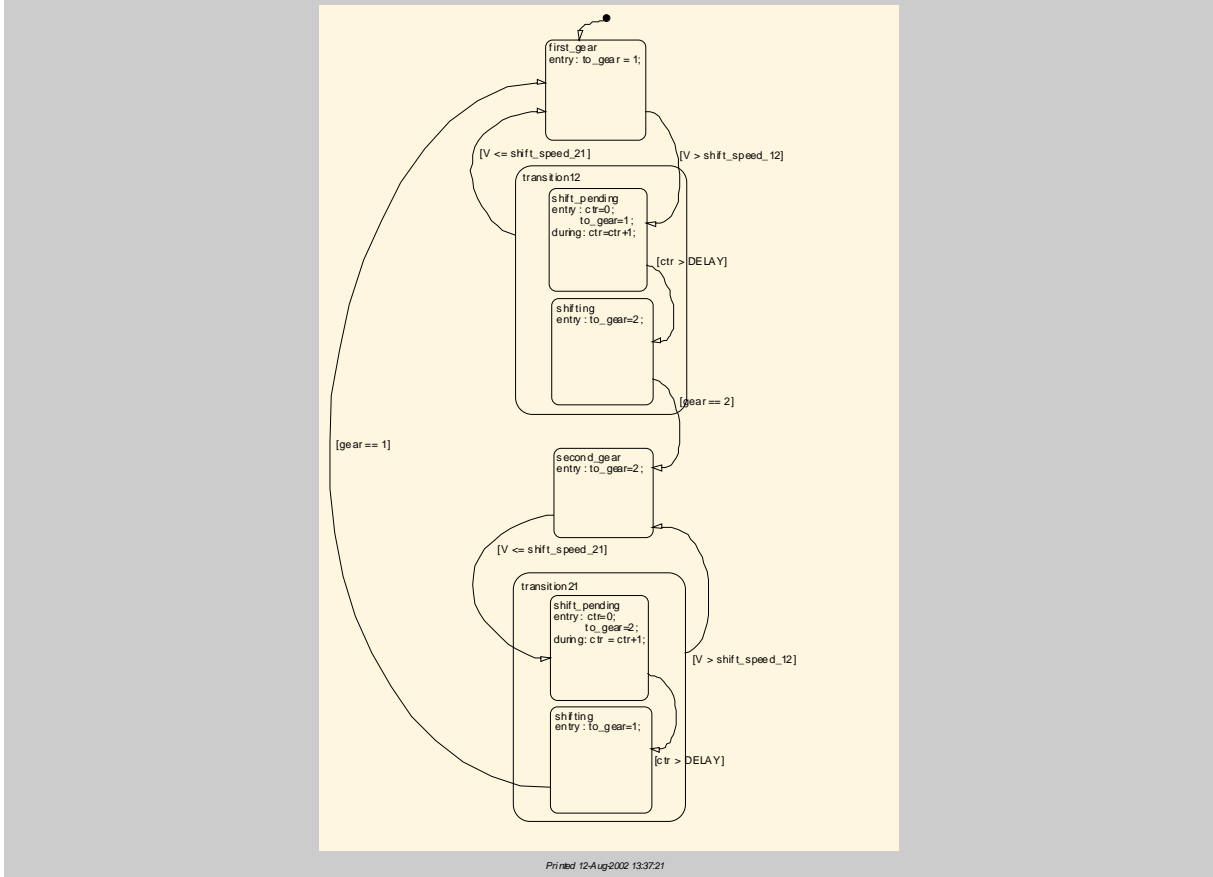 first_gear
entry: to_gear = 1;
[V <= shift_speed_21]
[V > shift_speed_12]
transition12
shift_pending
entry : ctr=0;
to_gear=1;
during: ctr=ctr+1;
[ctr > DELAY]
shifting
entry : to_gear=2;
[gear == 2]
[gear == 1]
second_gear
entry : to_gear=2;
[V <= shift_speed_21]
transition21
shift_pending
entry: ctr=0;
to_gear=2;
during: ctr = ctr+1;
[V > shift_speed_12]
shifting
entry : to_gear=1;
[ctr > DELAY]
Printed 12-Aug-2002 13:37:21